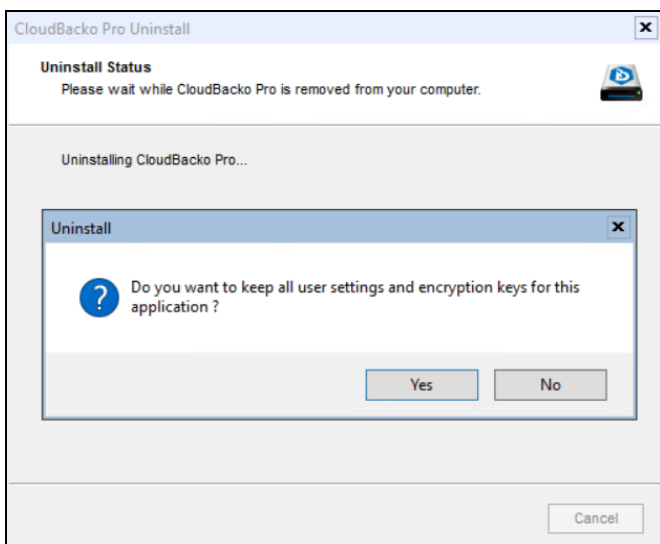 CloudBacko Pro Uninstall
Uninstall Status
Please wait while CloudBacko Pro is removed from your computer.
Uninstalling CloudBacko Pro...
Uninstall
Do you want to keep all user settings and encryption keys for this
application ?
Yes No
Cancel